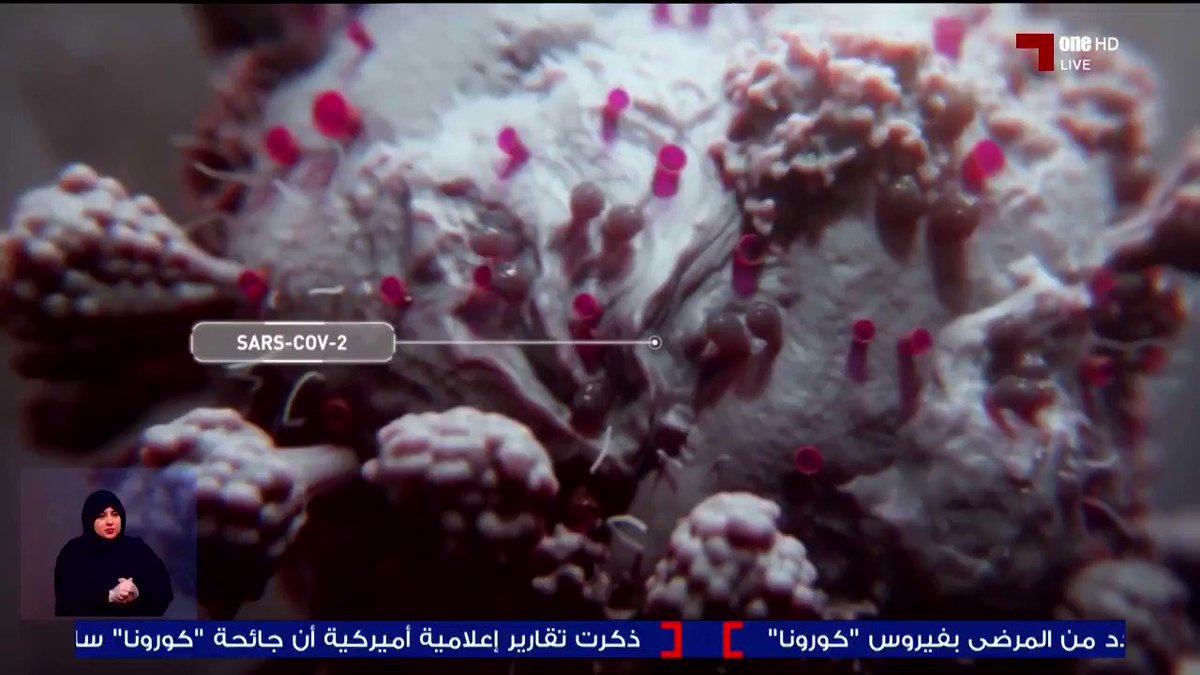 one HD
LIVE
SARS-COV-2
من المرضى بفيروس "كورونا" ][ ذكرت تقارير إعلامية أميركية أن جائحة "كورونا"